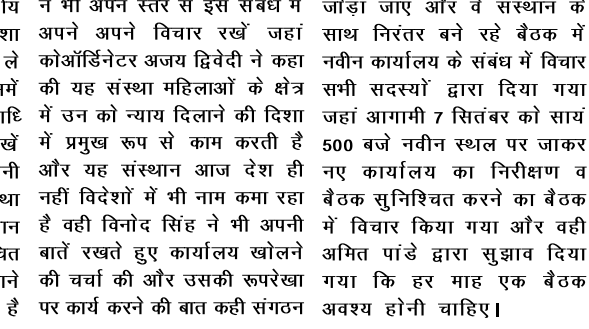 न भी अपने स्तर से इस संबंध में
अपने अपने विचार रखें जहां
कोऑर्डिनेटर अजय द्विवेदी ने कहा
की यह संस्था महिलाओं के क्षेत्र
में उन को न्याय दिलाने की दिशा
में प्रमुख रूप से काम करती है
और यह संस्थान आज देश ही
नहीं विदेशों में भी नाम कमा रहा
है वही विनोद सिंह ने भी अपनी
बातें रखते हुए कार्यालय खोलने
की चर्चा की और उसकी रूपरेखा
पर कार्य करने की बात कही संगठन
जोड़ा जाए और वे संस्थान के
साथ निरंतर बने रहे बैठक में
नवीन कार्यालय के संबंध में विचार
सभी सदस्यों द्वारा दिया गया
जहां आगामी 7 सितंबर को सायं
500 बजे नवीन स्थल पर जाकर
नए कार्यालय का निरीक्षण व
बैठक सुनिश्चित करने का बैठक
में विचार किया गया और वही
अमित पांडे द्वारा सुझाव दिया
गया कि हर माह एक बैठक
अवश्य होनी चाहिए|